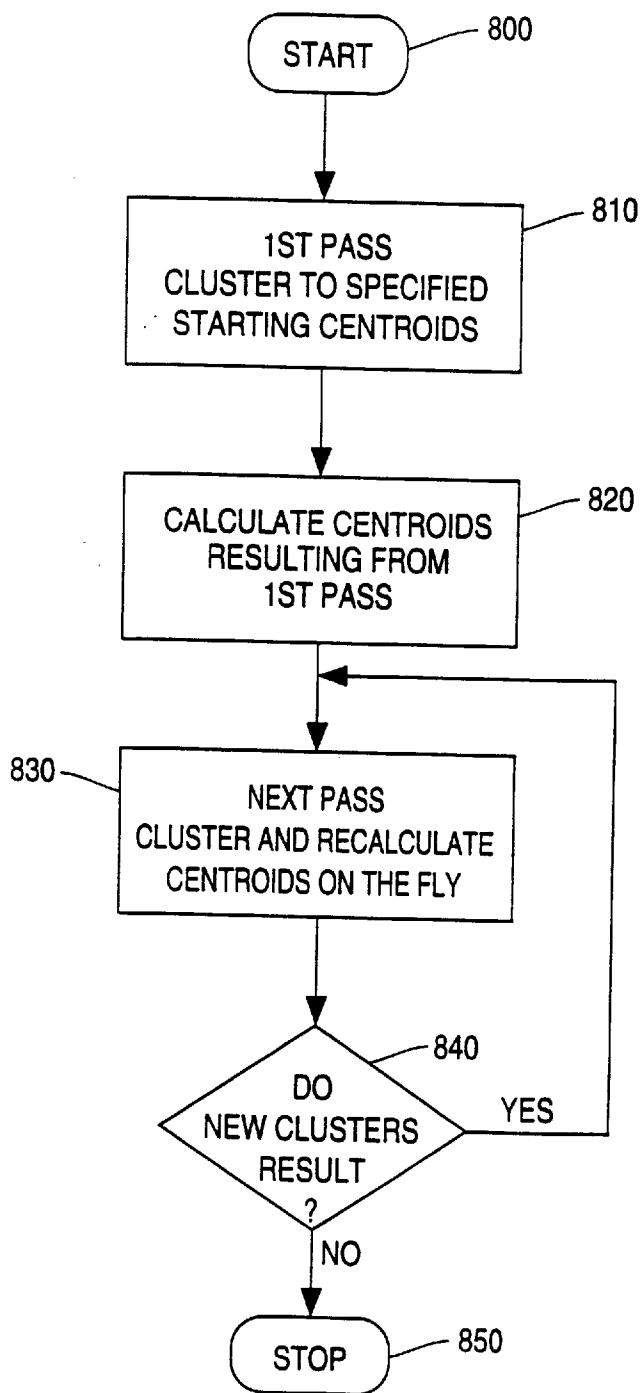 START
800
810
1ST PASS
CLUSTER TO SPECIFIED
STARTING CENTROIDS
820
CALCULATE CENTROIDS
RESULTING FROM
1ST PASS
830
NEXT PASS
CLUSTER AND RECALCULATE
CENTROIDS ON THE FLY
840
DO
NEW CLUSTERS
RESULT
?
YES
NO
STOP
850